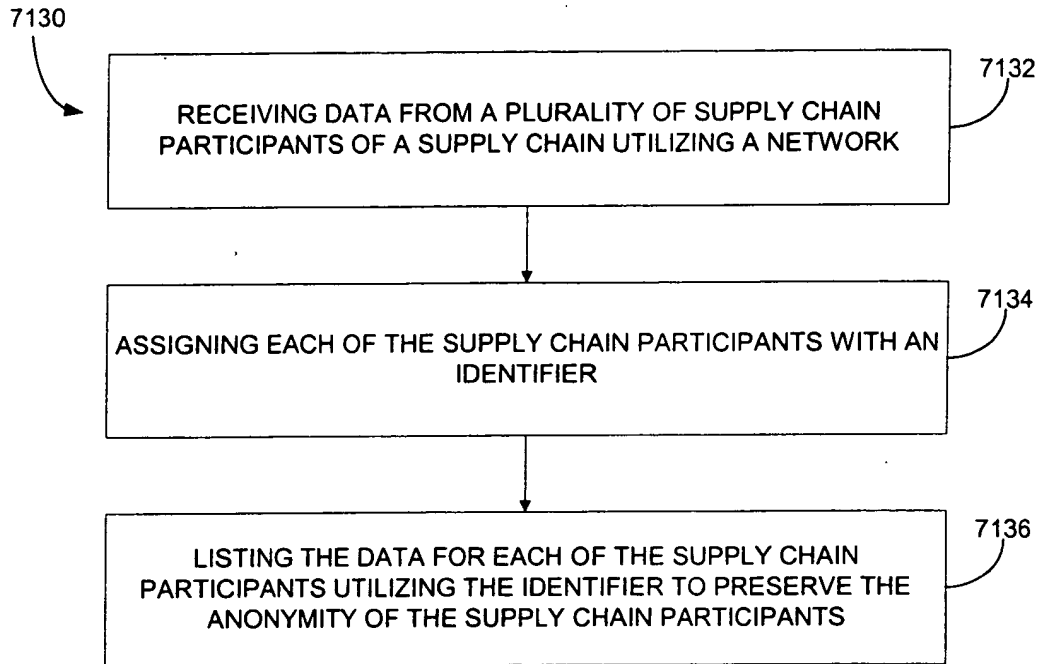 7130
7132
RECEIVING DATA FROM A PLURALITY OF SUPPLY CHAIN
PARTICIPANTS OF A SUPPLY CHAIN UTILIZING A NETWORK
7134
ASSIGNING EACH OF THE SUPPLY CHAIN PARTICIPANTS WITH AN
IDENTIFIER
7136
LISTING THE DATA FOR EACH OF THE SUPPLY CHAIN
PARTICIPANTS UTILIZING THE IDENTIFIER TO PRESERVE THE
ANONYMITY OF THE SUPPLY CHAIN PARTICIPANTS